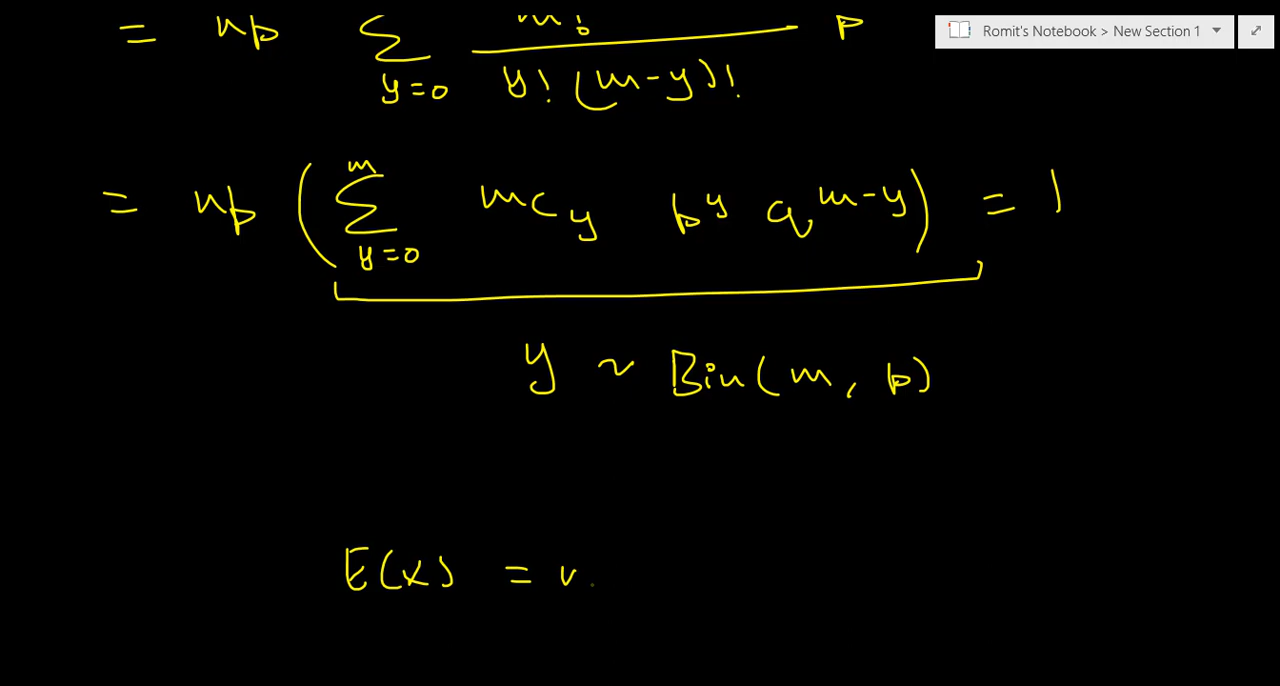 Romit's Notebook > New Section 1
= np Σ y=0 m! / y! (m-y)! p
= np ( Σ y=0 m mCy p^y q^m-y ) = 1
y ~ Bin(m, p)
E(x) = n